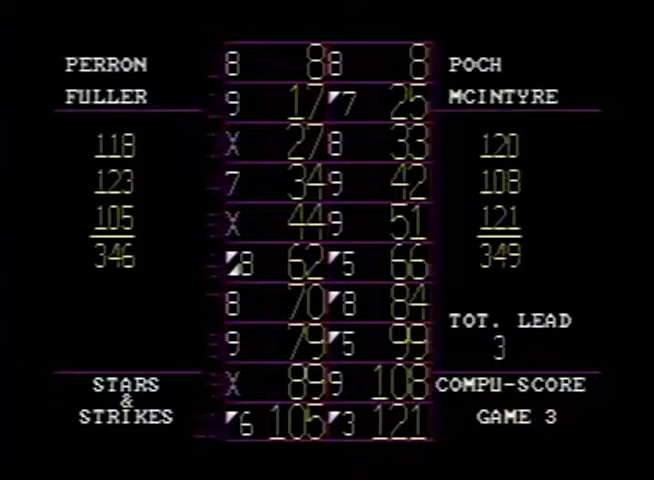 PERRON 8 8 8 8 POCH
FULLER 9 17 7 25 MCINTYRE
118 X 27 8 33 120
123 7 34 9 42 108
105 X 44 9 51 121
346 8 62 5 66 349
8 70 8 84
TOT. LEAD
9 79 5 99 3
STARS X 89 9 108 COMPU-SCORE
&
STRIKES 6 105 3 121 GAME 3